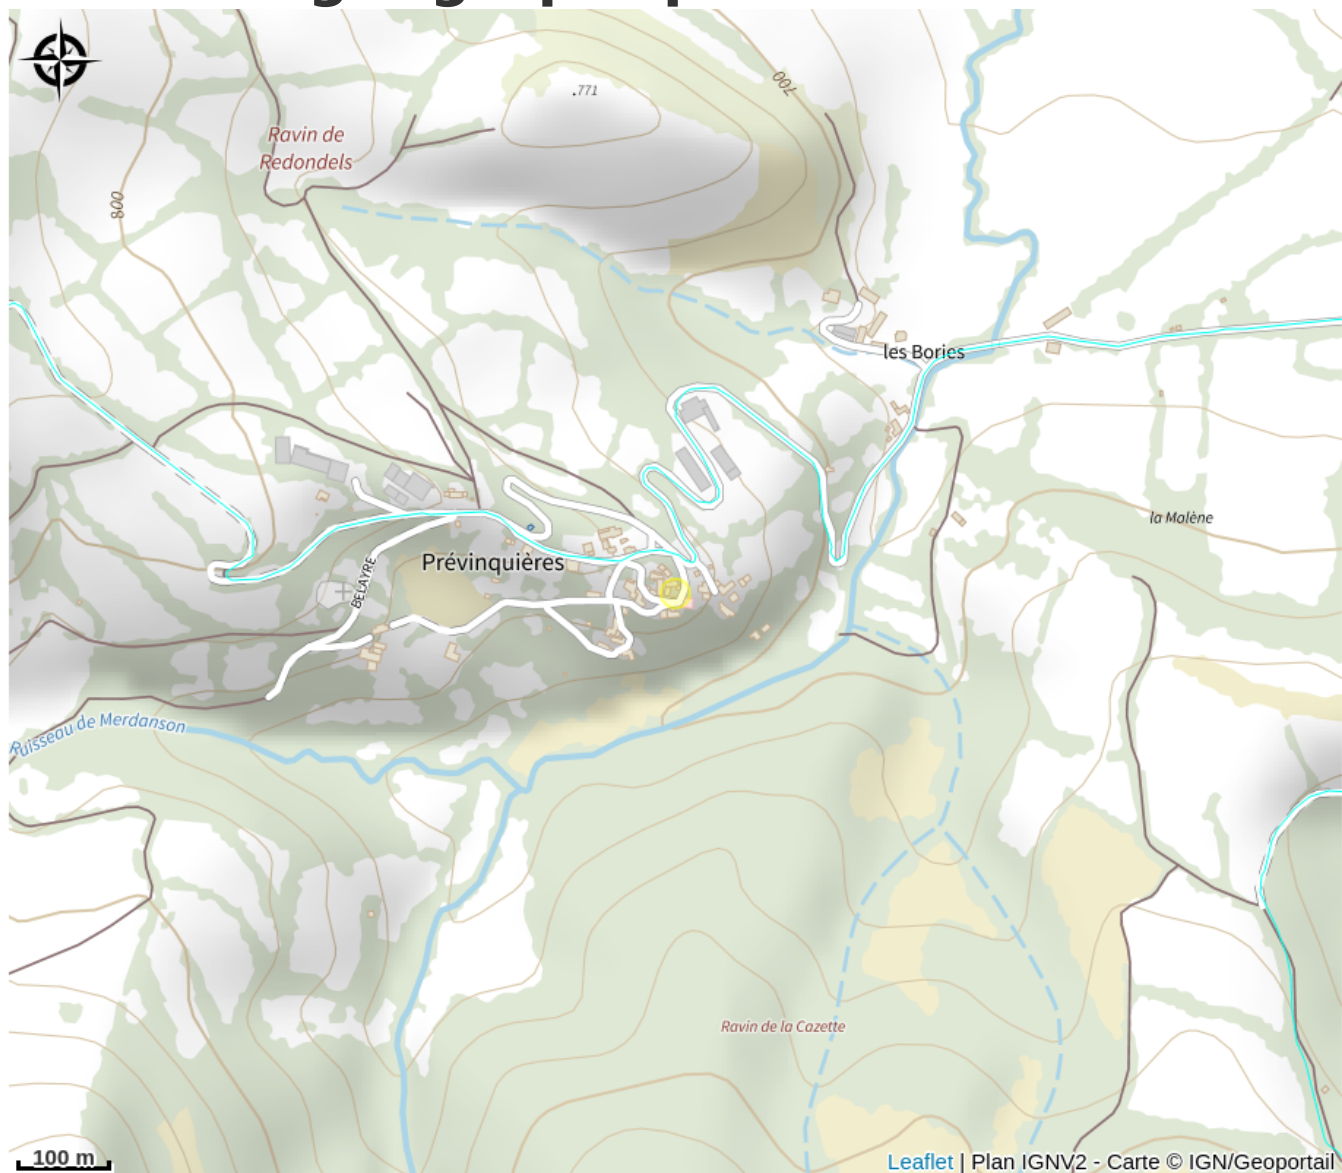 .771
700
Ravin de
Redondels
800
les Bories
la Malène
Prévinquières
BELAYRE
Ruisseau de Merdanson
Ravin de la Cazette
100 m
Leaflet | Plan IGNV2 - Carte © IGN/Geoportail